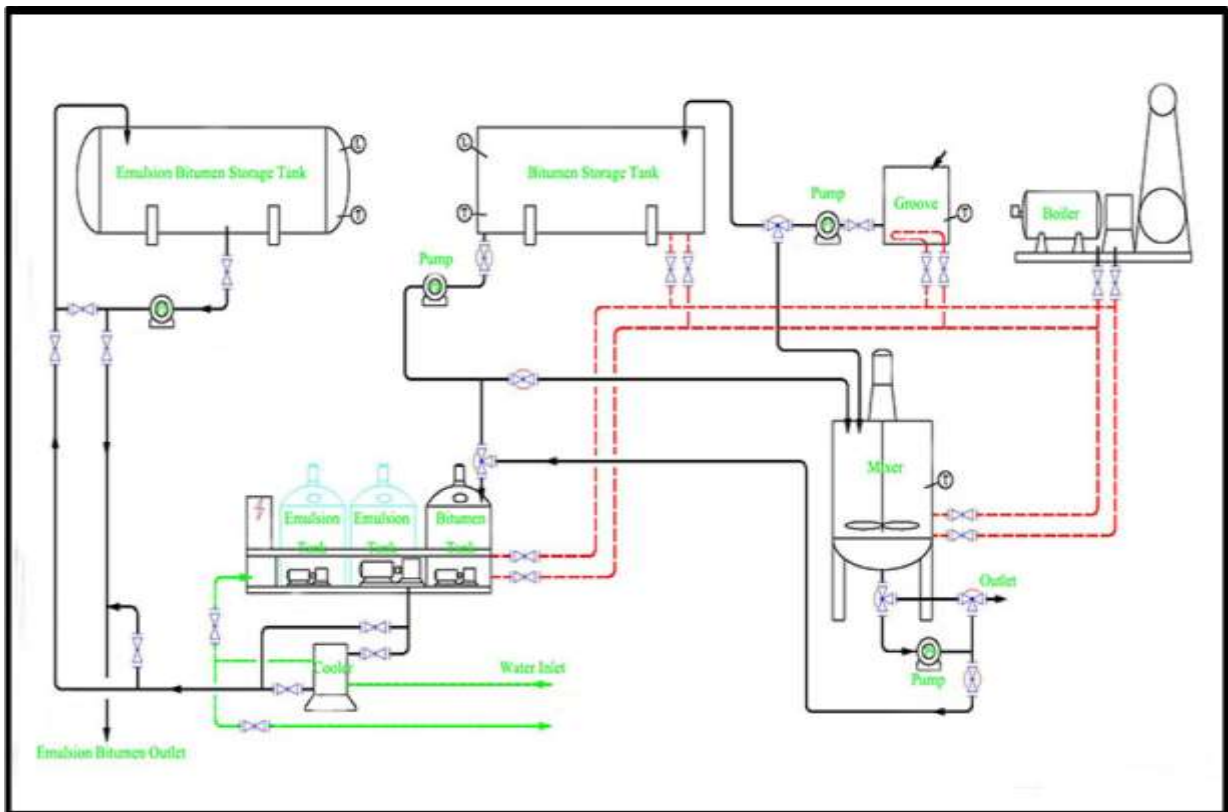 Emulsion Bitumen Storage Tank
L
T
L
Bitumen Storage Tank
T
Pump
Groove
T
Boiler
Pump
Mixer
T
Emulsion
Tank
Emulsion
Tank
Bitumen
Tank
Outlet
Cooler
Water Inlet
Pump
Emulsion Bitumen Outlet